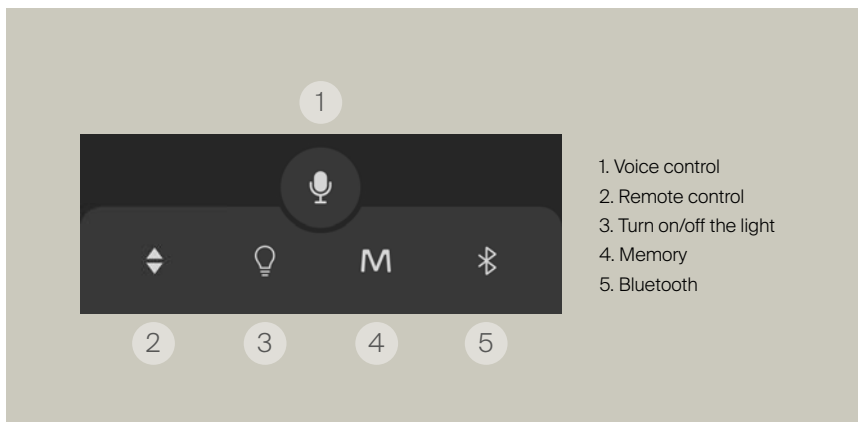 1
M
2
3
4
5
1. Voice control
2. Remote control
3. Turn on/off the light
4. Memory
5. Bluetooth